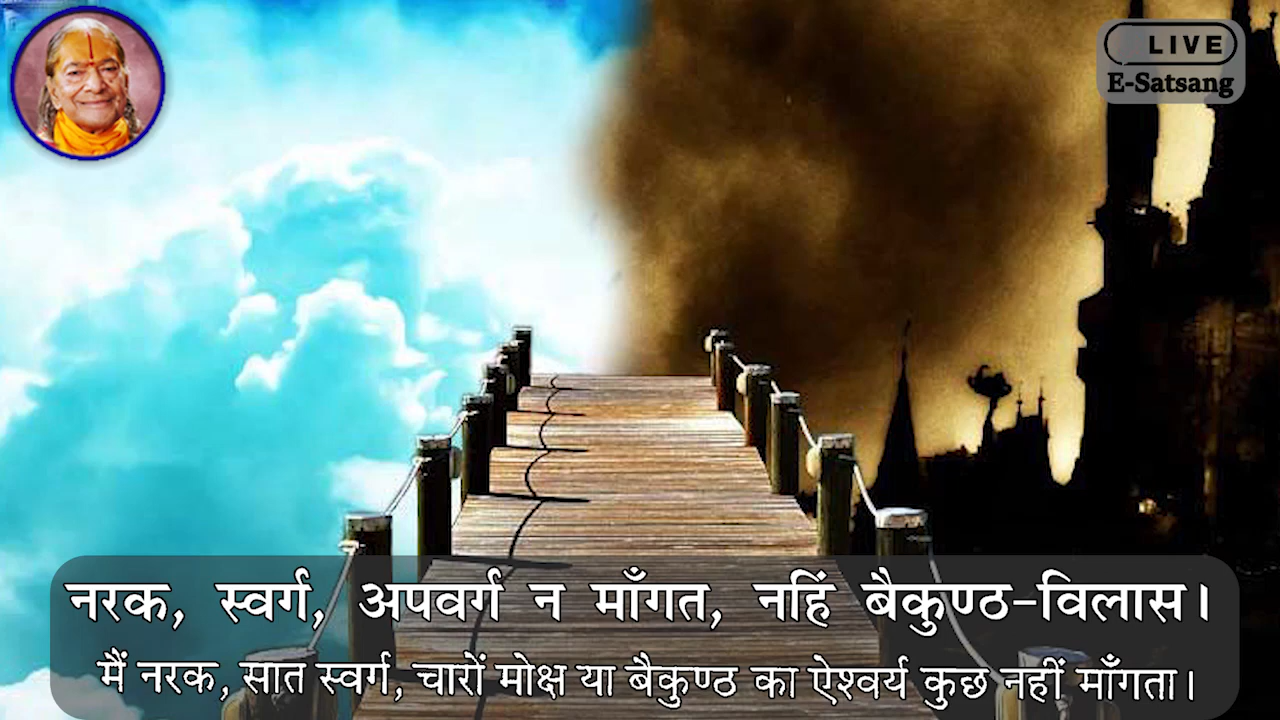 LIVE
E-Satsang
नरक, स्वर्ग, अपवर्ग न माँगत, नहिं बैकुण्ठ-विलास।
मैं नरक, सात स्वर्ग, चारों मोक्ष या बैकुण्ठ का ऐश्वर्य कुछ नहीं माँगता।